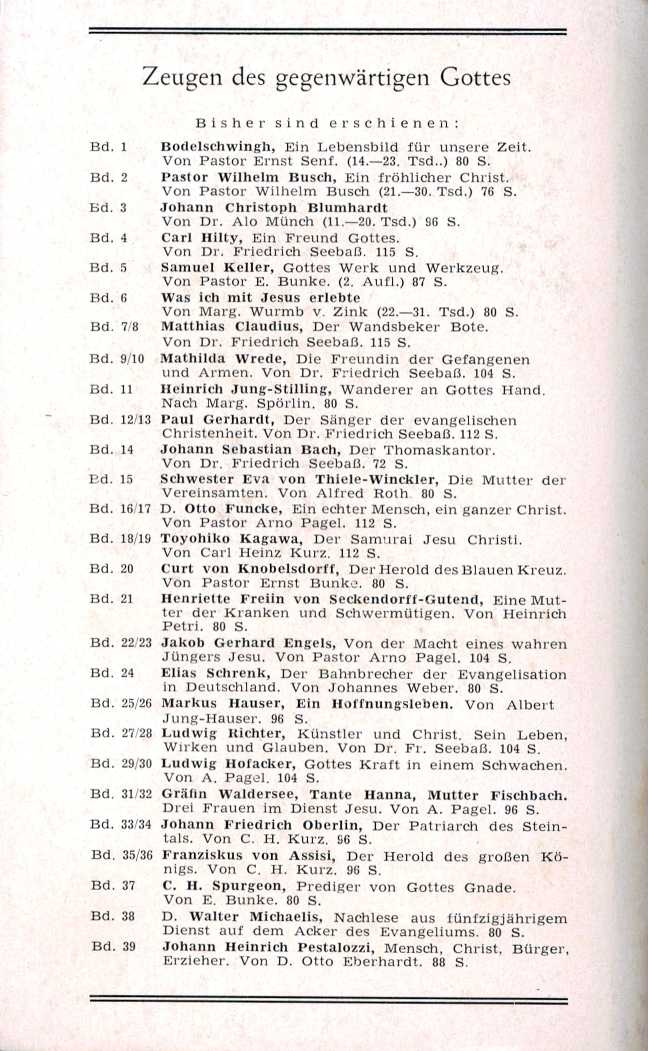 Zeugen des gegenwärtigen Gottes
Bisher sind erschienen:
Bd. 1 Bodelschwingh, Ein Lebensbild für unsere Zeit.
Von Pastor Ernst Senf. (14.—23. Tsd..) 80 S.
Bd. 2 Pastor Wilhelm Busch, Ein fröhlicher Christ.
Von Pastor Wilhelm Busch (21.—30. Tsd.) 76 S.
Bd. 3 Johann Christoph Blumhardt
Von Dr. Alo Münch (11.—20. Tsd.) 96 S.
Bd. 4 Carl Hilty, Ein Freund Gottes.
Von Dr. Friedrich Seebaß. 115 S.
Bd. 5 Samuel Keller, Gottes Werk und Werkzeug.
Von Pastor E. Bunke. (2. Aufl.) 87 S.
Bd. 6 Was ich mit Jesus erlebte
Von Marg. Wurmb v. Zink (22.—31. Tsd.) 80 S.
Bd. 7/8 Matthias Claudius, Der Wandsbeker Bote.
Von Dr. Friedrich Seebaß. 115 S.
Bd. 9/10 Mathilda Wrede, Die Freundin der Gefangenen
und Armen. Von Dr. Friedrich Seebaß. 104 S.
Bd. 11 Heinrich Jung-Stilling, Wanderer an Gottes Hand.
Nach Marg. Spörlin. 80 S.
Bd. 12/13 Paul Gerhardt, Der Sänger der evangelischen
Christenheit. Von Dr. Friedrich Seebaß. 112 S.
Bd. 14 Johann Sebastian Bach, Der Thomaskantor.
Von Dr. Friedrich Seebaß. 72 S.
Bd. 15 Schwester Eva von Thiele-Winckler, Die Mutter der
Vereinsamten. Von Alfred Roth. 80 S.
Bd. 16/17 D. Otto Funcke, Ein echter Mensch, ein ganzer Christ.
Von Pastor Arno Pagel. 112 S.
Bd. 18/19 Toyohiko Kagawa, Der Samurai Jesu Christi.
Von Carl Heinz Kurz. 112 S.
Bd. 20 Curt von Knobelsdorff, Der Herold des Blauen Kreuz.
Von Pastor Ernst Bunke. 80 S.
Bd. 21 Henriette Freiin von Seckendorff-Gutend, Eine Mut-
ter der Kranken und Schwermütigen. Von Heinrich
Petri. 80 S.
Bd. 22/23 Jakob Gerhard Engels, Von der Macht eines wahren
Jüngers Jesu. Von Pastor Arno Pagel. 104 S.
Bd. 24 Elias Schrenk, Der Bahnbrecher der Evangelisation
in Deutschland. Von Johannes Weber. 80 S.
Bd. 25/26 Markus Hauser, Ein Hoffnungsleben. Von Albert
Jung-Hauser. 96 S.
Bd. 27/28 Ludwig Richter, Künstler und Christ. Sein Leben,
Wirken und Glauben. Von Dr. Fr. Seebaß. 104 S.
Bd. 29/30 Ludwig Hofacker, Gottes Kraft in einem Schwachen.
Von A. Pagel. 104 S.
Bd. 31/32 Gräfin Waldersee, Tante Hanna, Mutter Fischbach.
Drei Frauen im Dienst Jesu. Von A. Pagel. 96 S.
Bd. 33/34 Johann Friedrich Oberlin, Der Patriarch des Stein-
tals. Von C. H. Kurz. 96 S.
Bd. 35/36 Franziskus von Assisi, Der Herold des großen Kö-
nigs. Von C. H. Kurz. 96 S.
Bd. 37 C. H. Spurgeon, Prediger von Gottes Gnade.
Von E. Bunke. 80 S.
Bd. 38 D. Walter Michaelis, Nachlese aus fünfzigjährigem
Dienst auf dem Acker des Evangeliums. 80 S.
Bd. 39 Johann Heinrich Pestalozzi, Mensch, Christ, Bürger,
Erzieher. Von D. Otto Eberhardt. 88 S.